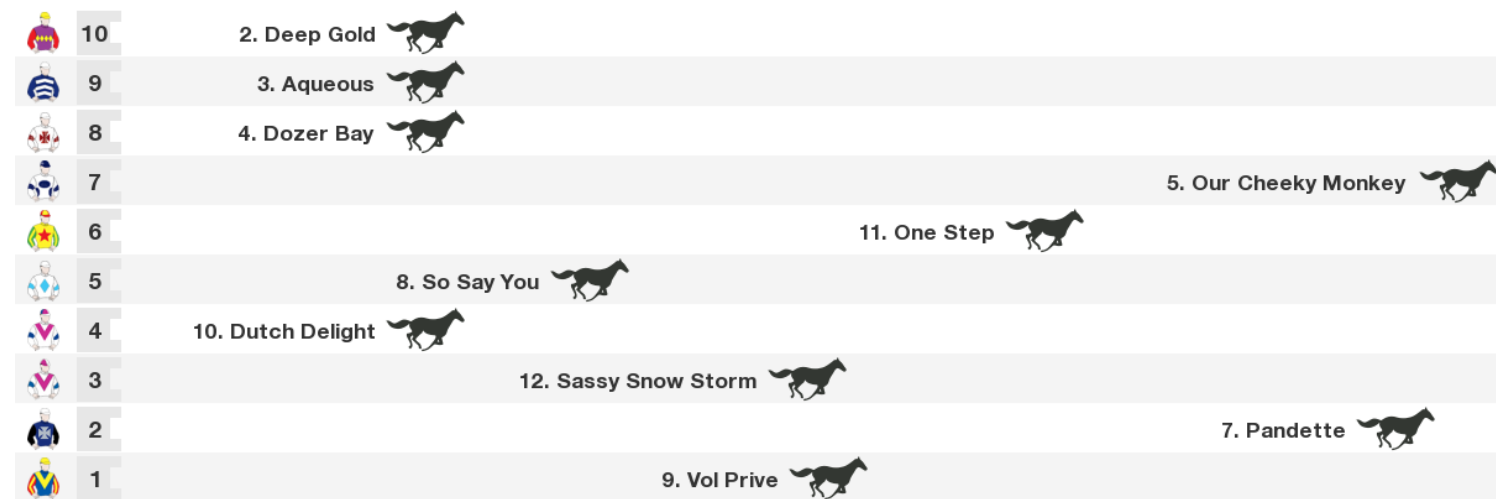 10 2. Deep Gold
9 3. Aqueous
8 4. Dozer Bay
7 5. Our Cheeky Monkey
6 11. One Step
5 8. So Say You
4 10. Dutch Delight
3 12. Sassy Snow Storm
2 7. Pandette
1 9. Vol Prive